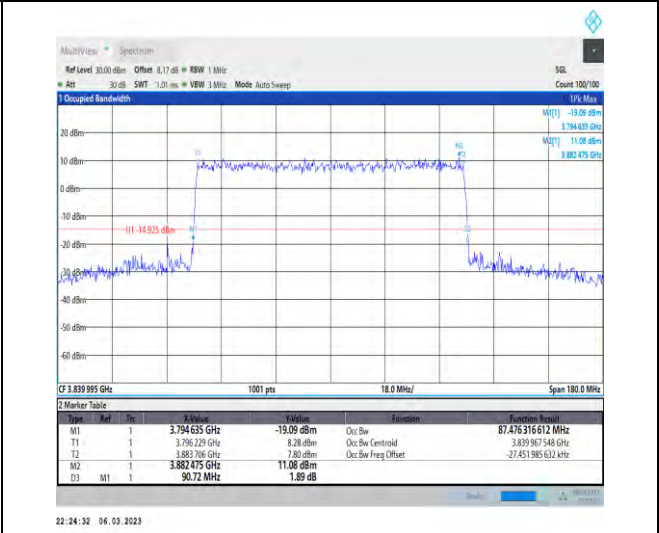 MultiView Spectrum
Ref Level 30.00 dBm Offset 8.17 dB RBW 1 MHz SGL
Att 30 dB SWT 1.01 ms VBW 3 MHz Mode Auto Sweep Count 100/100
1 Occupied Bandwidth 1Pk Max
M1[1] -19.09 dBm
3.794 635 GHz
M2[1] 11.08 dBm
3.882 475 GHz
20 dBm
10 dBm
0 dBm
-10 dBm
H1 -14.925 dBm
-20 dBm
-30 dBm
-40 dBm
-50 dBm
-60 dBm
CF 3.839 995 GHz 1001 pts 18.0 MHz/ Span 180.0 MHz
2 Marker Table
Type Ref Trc X-Value Y-Value Function Function Result
M1 1 3.794 635 GHz -19.09 dBm Occ Bw 87.476 316 612 MHz
T1 1 3.796 229 GHz 8.28 dBm Occ Bw Centroid 3.839 967 548 GHz
T2 1 3.883 706 GHz 7.80 dBm Occ Bw Freq Offset -27.451 985 632 kHz
M2 1 3.882 475 GHz 11.08 dBm
D3 M1 1 90.72 MHz 1.89 dB
22:24:32 06.03.2023